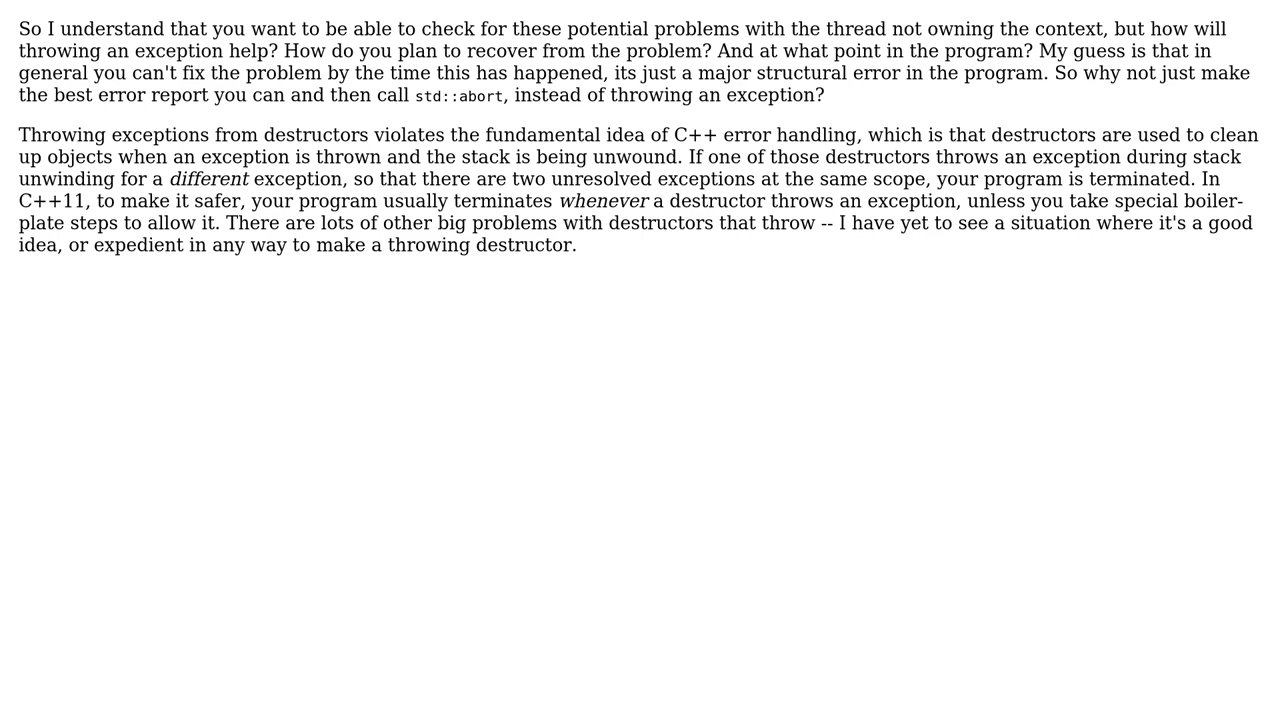 So I understand that you want to be able to check for these potential problems with the thread not owning the context, but how will
throwing an exception help? How do you plan to recover from the problem? And at what point in the program? My guess is that in
general you can't fix the problem by the time this has happened, its just a major structural error in the program. So why not just make
the best error report you can and then call std::abort, instead of throwing an exception?
Throwing exceptions from destructors violates the fundamental idea of C++ error handling, which is that destructors are used to clean
up objects when an exception is thrown and the stack is being unwound. If one of those destructors throws an exception during stack
unwinding for a different exception, so that there are two unresolved exceptions at the same scope, your program is terminated. In
C++11, to make it safer, your program usually terminates whenever a destructor throws an exception, unless you take special boiler-
plate steps to allow it. There are lots of other big problems with destructors that throw -- I have yet to see a situation where it's a good
idea, or expedient in any way to make a throwing destructor.